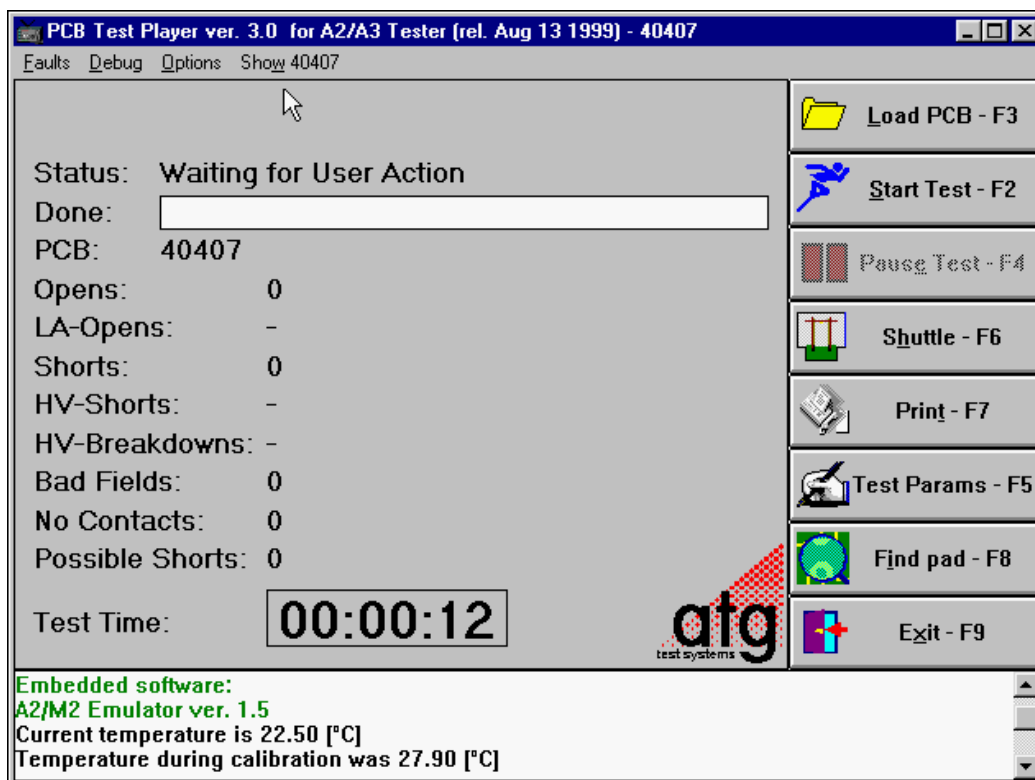 PCB Test Player ver. 3.0 for A2/A3 Tester (rel. Aug 13 1999) - 40407
Faults Debug Options Show 40407
Status: Waiting for User Action
Done:
PCB: 40407
Opens: 0
LA-Opens: -
Shorts: 0
HV-Shorts: -
HV-Breakdowns: -
Bad Fields: 0
No Contacts: 0
Possible Shorts: 0
Test Time: 00:00:12
atg
test systems
Load PCB - F3
Start Test - F2
Pause Test - F4
Shuttle - F6
Print - F7
Test Params - F5
Find pad - F8
Exit - F9
Embedded software:
A2/M2 Emulator ver. 1.5
Current temperature is 22.50 [°C]
Temperature during calibration was 27.90 [°C]